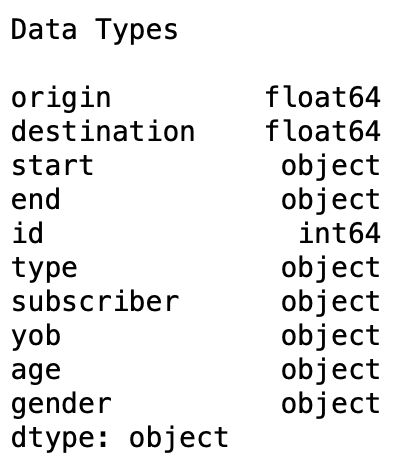 Data Types
origin float64
destination float64
start object
end object
id int64
type object
subscriber object
yob object
age object
gender object
dtype: object